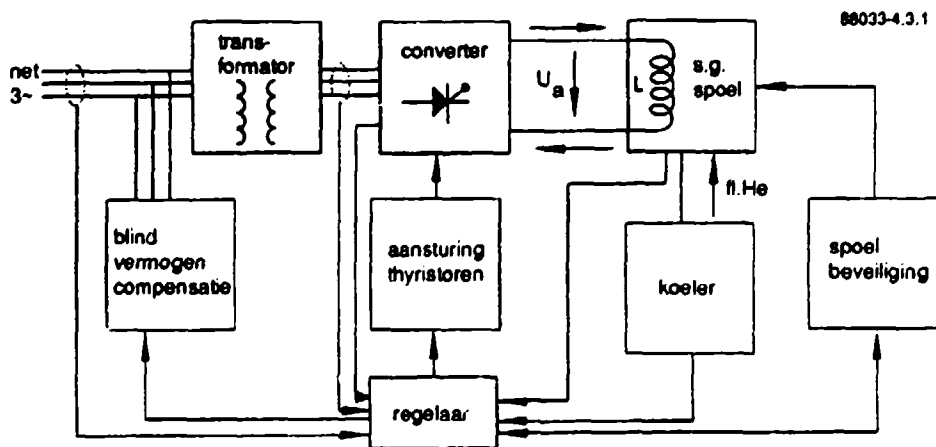 88033-4.3.1
net
3~
trans-
formator
converter
U a
L
s.g.
spoel
fl.He
blind
vermogen
compensatie
aansturing
thyristoren
koeler
spoel
beveiliging
regelaar